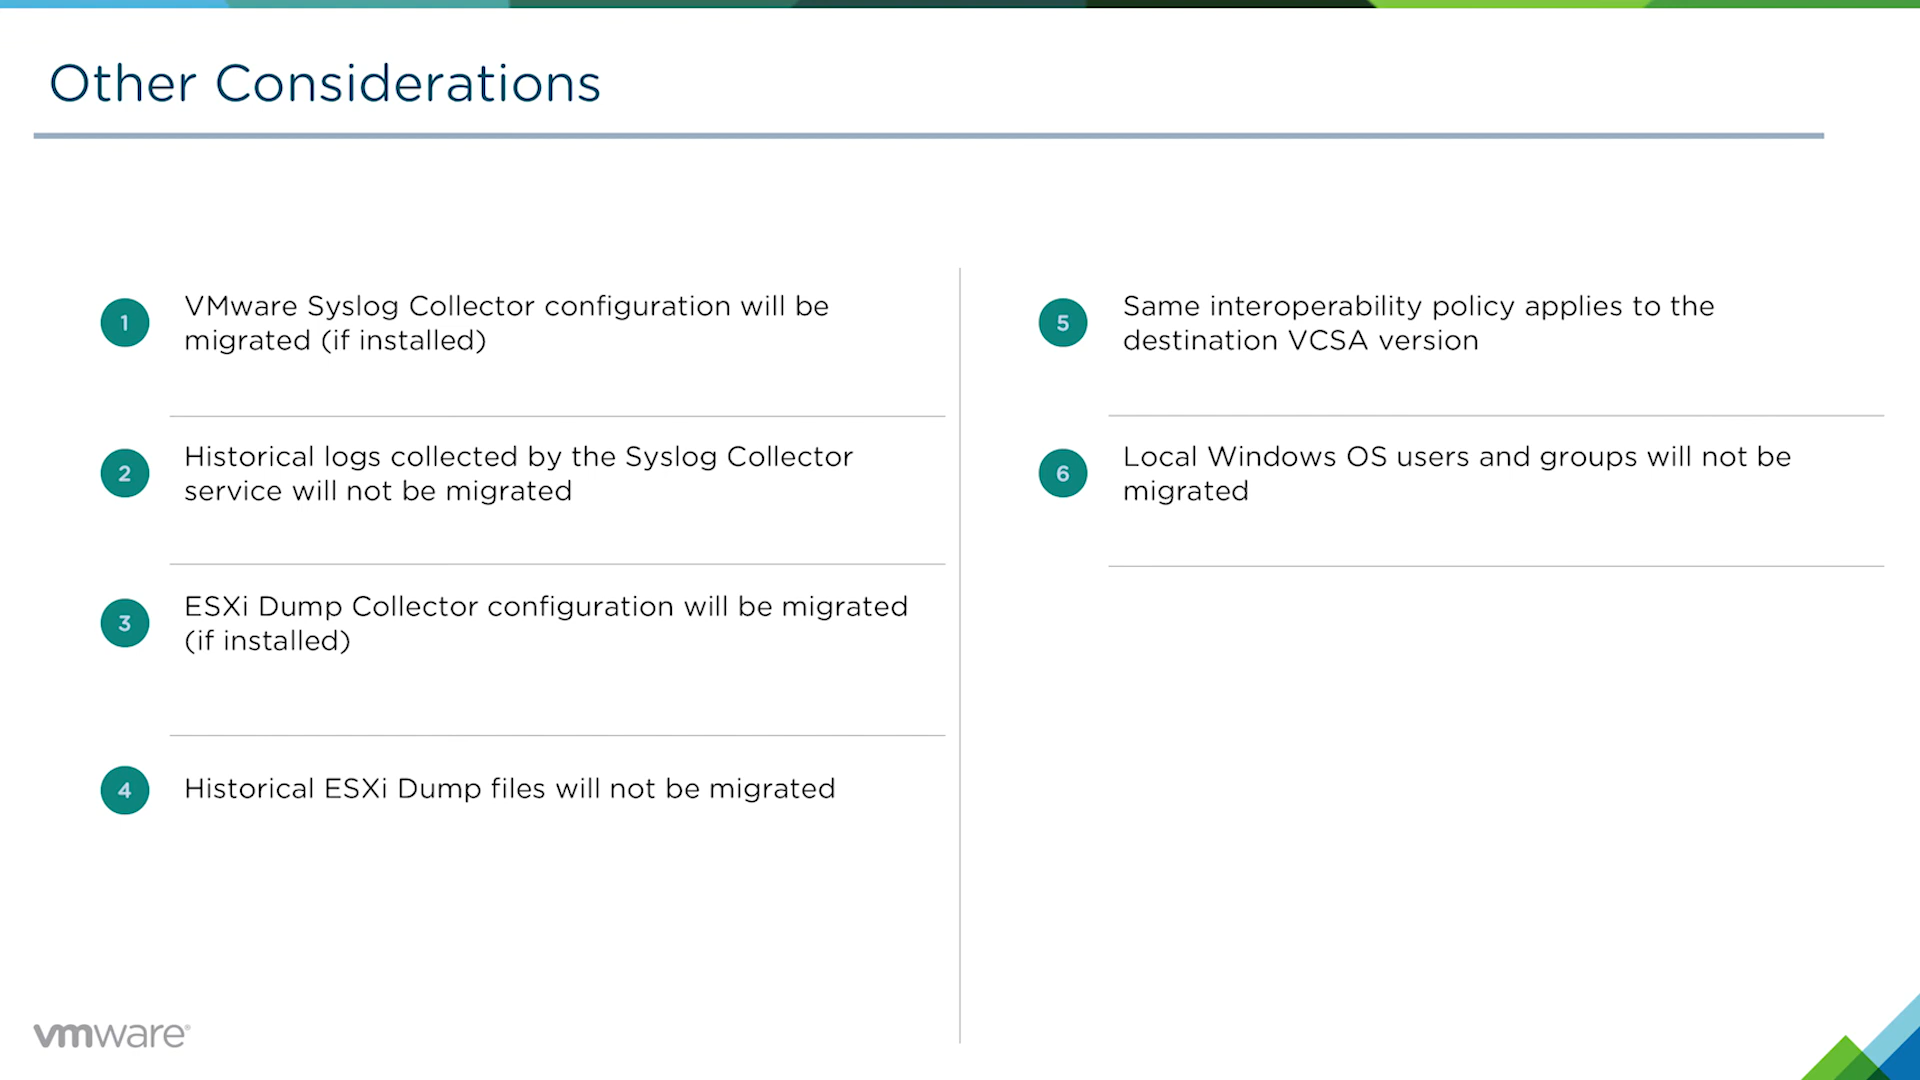 Other Considerations
1
VMware Syslog Collector configuration will be
migrated (if installed)
2
Historical logs collected by the Syslog Collector
service will not be migrated
3
ESXi Dump Collector configuration will be migrated
(if installed)
4
Historical ESXi Dump files will not be migrated
5
Same interoperability policy applies to the
destination VCSA version
6
Local Windows OS users and groups will not be
migrated
vmware®